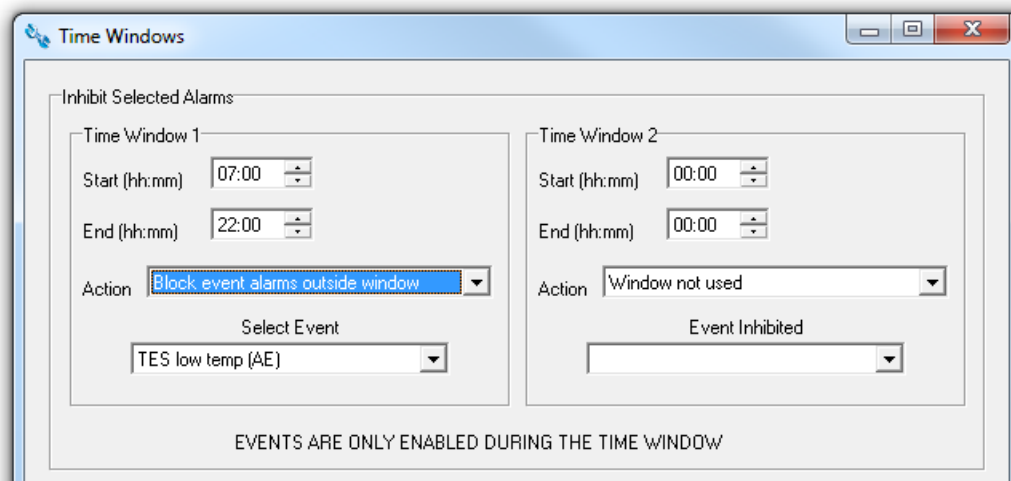 Time Windows
Inhibit Selected Alarms
Time Window 1
Start (hh:mm) 07:00
End (hh:mm) 22:00
Action Block event alarms outside window
Select Event
TES low temp (AE)
Time Window 2
Start (hh:mm) 00:00
End (hh:mm) 00:00
Action Window not used
Event Inhibited
EVENTS ARE ONLY ENABLED DURING THE TIME WINDOW